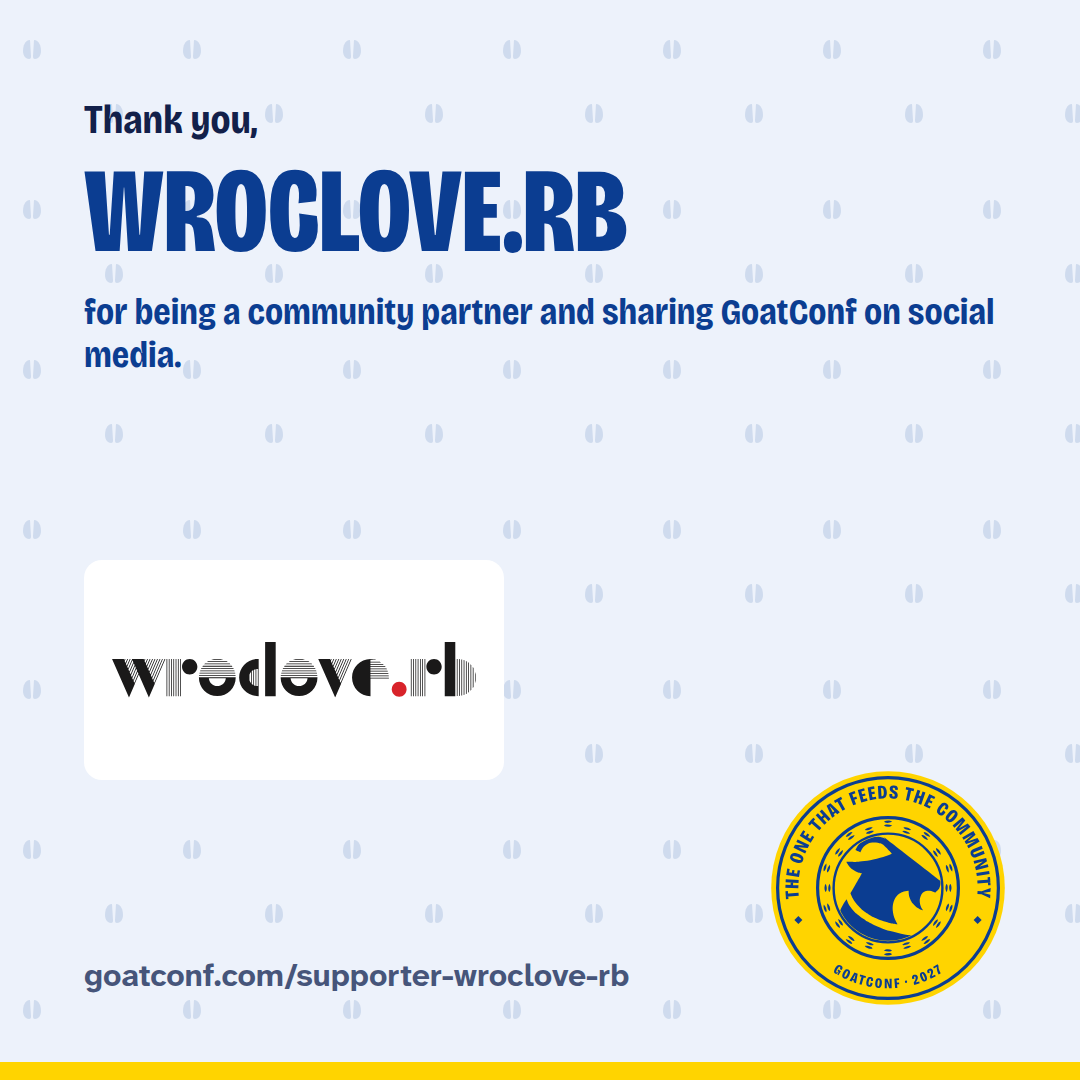 Thank you,
WROCLOVE.RB
for being a community partner and sharing GoatConf on social
media.
wroclove.rb
THE ONE THAT FEEDS THE COMMUNITY
GOATCONF · 2027
goatconf.com/supporter-wroclove-rb